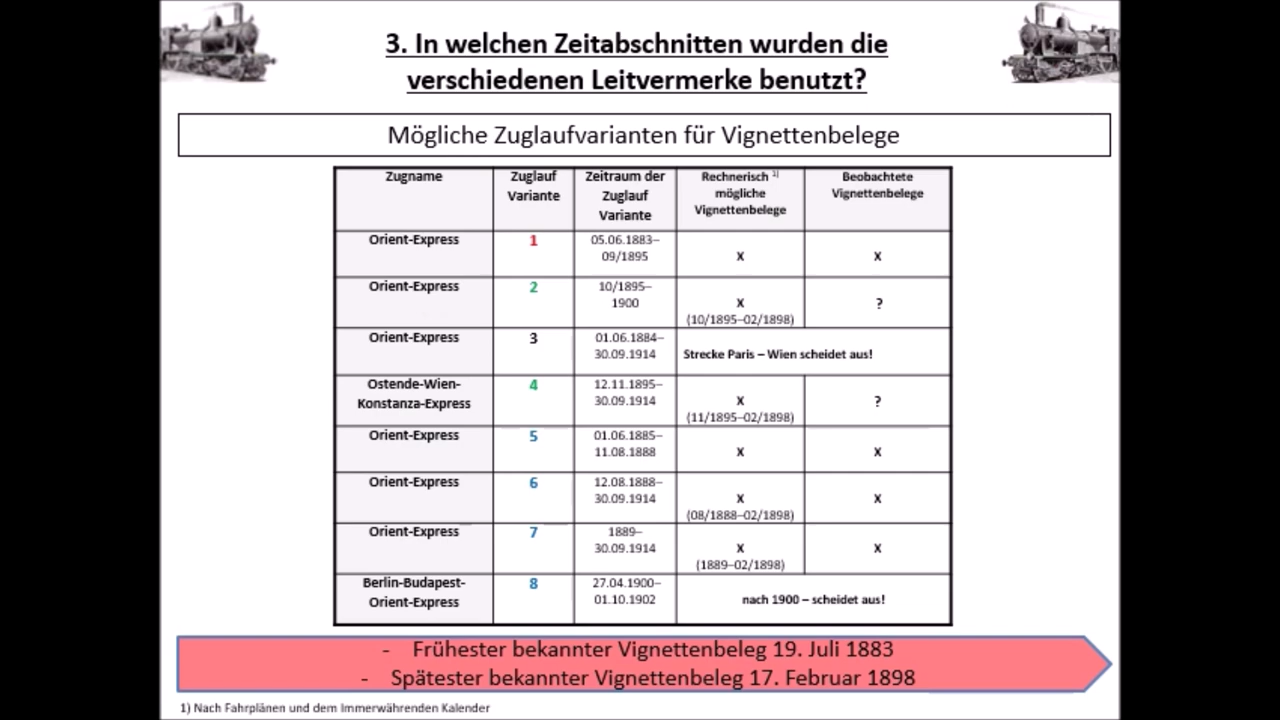 3. In welchen Zeitabschnitten wurden die
verschiedenen Leitvermerke benutzt?
Mögliche Zuglaufvarianten für Vignettenbelege
Zugname
Zuglauf
Variante
Zeitraum der
Zuglauf
Variante
Rechnerisch 1)
mögliche
Vignettenbelege
Beobachtete
Vignettenbelege
Orient-Express
1
05.06.1883–
09/1895
X
X
Orient-Express
2
10/1895–
1900
X
(10/1895–02/1898)
?
Orient-Express
3
01.06.1884–
30.09.1914
Strecke Paris – Wien scheidet aus!
Ostende-Wien-
Konstanza-Express
4
12.11.1895–
30.09.1914
X
(11/1895–02/1898)
?
Orient-Express
5
01.06.1885–
11.08.1888
X
X
Orient-Express
6
12.08.1888–
30.09.1914
X
(08/1888–02/1898)
X
Orient-Express
7
1889–
30.09.1914
X
(1889–02/1898)
X
Berlin-Budapest-
Orient-Express
8
27.04.1900–
01.10.1902
nach 1900 – scheidet aus!
- Frühester bekannter Vignettenbeleg 19. Juli 1883
- Spätester bekannter Vignettenbeleg 17. Februar 1898
1) Nach Fahrplänen und dem Immerwährenden Kalender